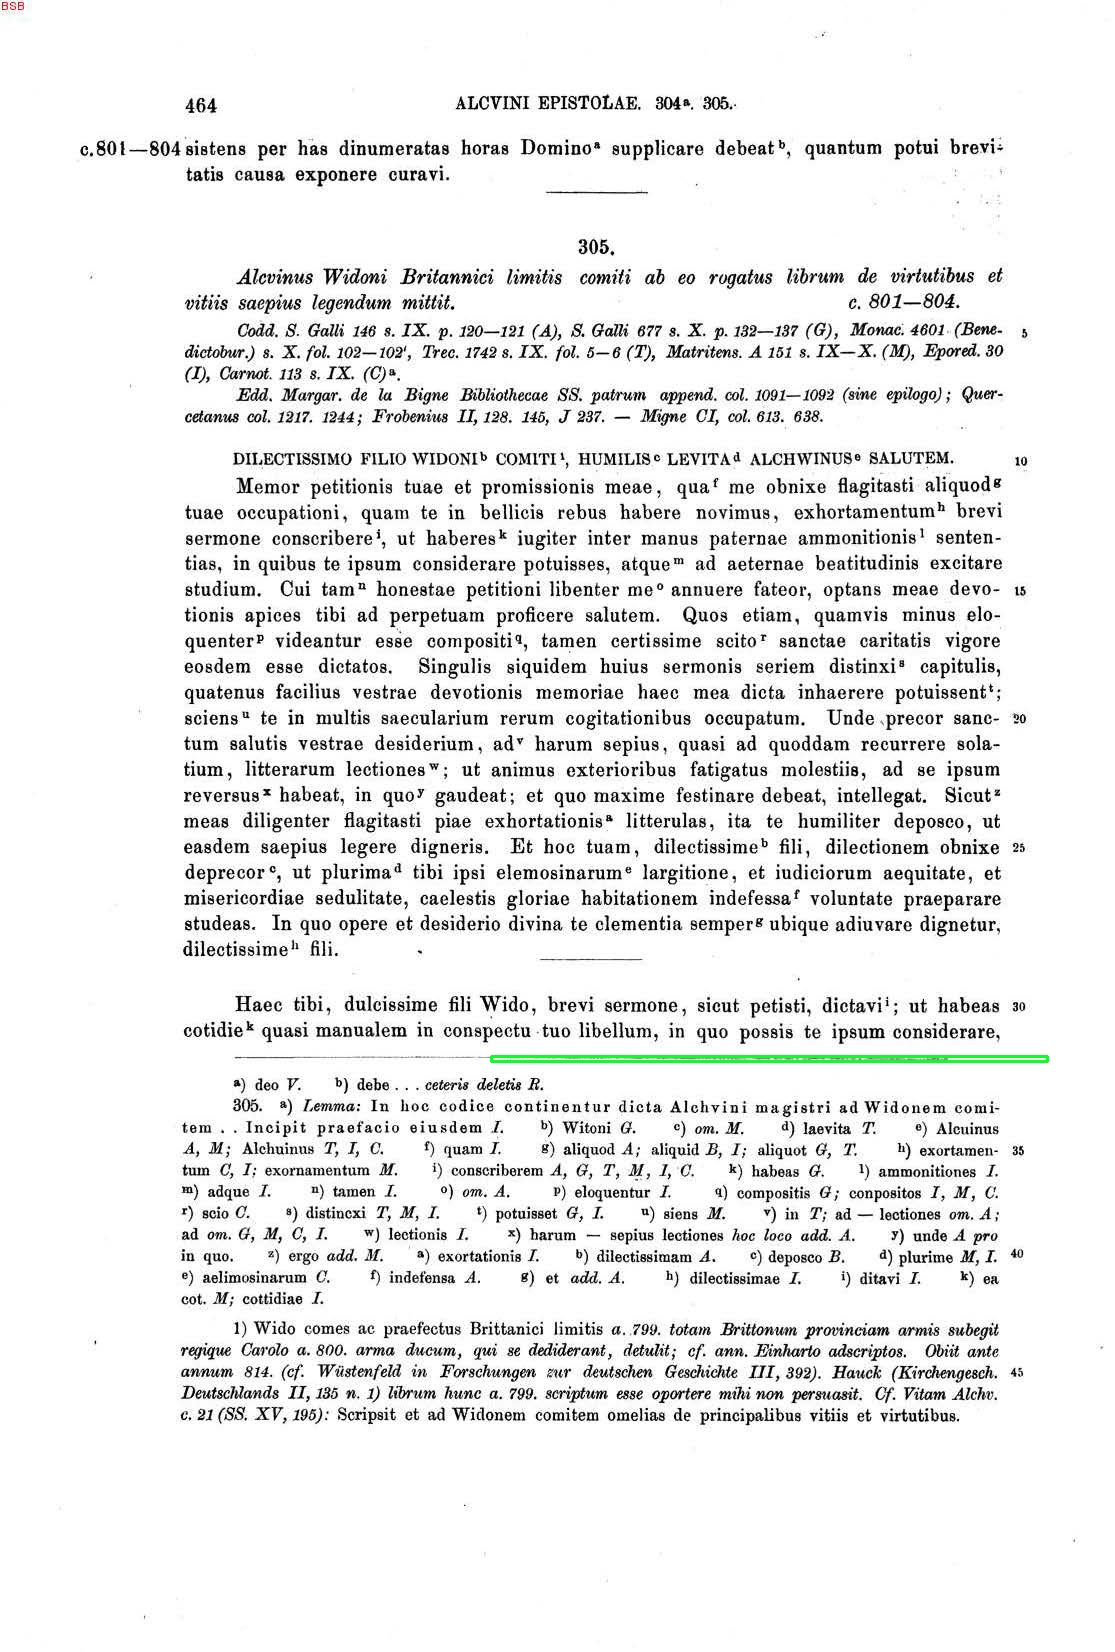 BSB
464 ALCVINI EPISTOLAE. 304ª. 305.
c.801—804 sistens per has dinumeratas horas Dominoᵃ supplicare debeatᵇ, quantum potui brevi-
tatis causa exponere curavi.
305.
Alcvinus Widoni Britannici limitis comiti ab eo rogatus librum de virtutibus et
vitiis saepius legendum mittit. c. 801—804.
Codd. S. Galli 146 s. IX. p. 120—121 (A), S. Galli 677 s. X. p. 132—137 (G), Monac. 4601 (Bene- 5
dictobur.) s. X. fol. 102—102', Trec. 1742 s. IX. fol. 5—6 (T), Matritens. A 151 s. IX—X. (M), Epored. 30
(I), Carnot. 113 s. IX. (C)ᵃ.
Edd. Margar. de la Bigne Bibliothecae SS. patrum append. col. 1091—1092 (sine epilogo); Quer-
cetanus col. 1217. 1244; Frobenius II, 128. 145, J 237. — Migne CI, col. 613. 638.
DILECTISSIMO FILIO WIDONIᵇ COMITI¹, HUMILISᶜ LEVITAᵈ ALCHWINUSᵉ SALUTEM. 10
Memor petitionis tuae et promissionis meae, quaᶠ me obnixe flagitasti aliquodᵍ
tuae occupationi, quam te in bellicis rebus habere novimus, exhortamentumʰ brevi
sermone conscribereⁱ, ut haberesᵏ iugiter inter manus paternae ammonitionisˡ senten-
tias, in quibus te ipsum considerare potuisses, atqueᵐ ad aeternae beatitudinis excitare
studium. Cui tamⁿ honestae petitioni libenter meᵒ annuere fateor, optans meae devo- 15
tionis apices tibi ad perpetuam proficere salutem. Quos etiam, quamvis minus elo-
quenterᵖ videantur esse compositi𐞥, tamen certissime scitoʳ sanctae caritatis vigore
eosdem esse dictatos. Singulis siquidem huius sermonis seriem distinxiˢ capitulis,
quatenus facilius vestrae devotionis memoriae haec mea dicta inhaerere potuissentᵗ;
sciensᵘ te in multis saecularium rerum cogitationibus occupatum. Unde precor sanc- 20
tum salutis vestrae desiderium, adᵛ harum sepius, quasi ad quoddam recurrere sola-
tium, litterarum lectionesʷ; ut animus exterioribus fatigatus molestiis, ad se ipsum
reversusˣ habeat, in quoʸ gaudeat; et quo maxime festinare debeat, intellegat. Sicutᶻ
meas diligenter flagitasti piae exhortationisᵃ litterulas, ita te humiliter deposco, ut
easdem saepius legere digneris. Et hoc tuam, dilectissimeᵇ fili, dilectionem obnixe 25
deprecorᶜ, ut plurimaᵈ tibi ipsi elemosinarumᵉ largitione, et iudiciorum aequitate, et
misericordiae sedulitate, caelestis gloriae habitationem indefessaᶠ voluntate praeparare
studeas. In quo opere et desiderio divina te clementia semperᵍ ubique adiuvare dignetur,
dilectissimeʰ fili.
Haec tibi, dulcissime fili Wido, brevi sermone, sicut petisti, dictaviⁱ; ut habeas 30
cotidieᵏ quasi manualem in conspectu tuo libellum, in quo possis te ipsum considerare,
ᵃ) deo V. ᵇ) debe . . . ceteris deletis R.
305. ᵃ) Lemma: In hoc codice continentur dicta Alchvini magistri ad Widonem comi-
tem . . Incipit praefacio eiusdem I. ᵇ) Witoni G. ᶜ) om. M. ᵈ) laevita T. ᵉ) Alcuinus
A, M; Alchuinus T, I, C. ᶠ) quam I. ᵍ) aliquod A; aliquid B, I; aliquot G, T. ʰ) exortamen- 35
tum C, I; exornamentum M. ⁱ) conscriberem A, G, T, M, I, C. ᵏ) habeas G. ˡ) ammonitiones I.
ᵐ) adque I. ⁿ) tamen I. ᵒ) om. A. ᵖ) eloquentur I. 𐞥) compositis G; conpositos I, M, C.
ʳ) scio C. ˢ) distincxi T, M, I. ᵗ) potuisset G, I. ᵘ) siens M. ᵛ) in T; ad — lectiones om. A;
ad om. G, M, C, I. ʷ) lectionis I. ˣ) harum — sepius lectiones hoc loco add. A. ʸ) unde A pro
in quo. ᶻ) ergo add. M. ᵃ) exortationis I. ᵇ) dilectissimam A. ᶜ) deposco B. ᵈ) plurime M, I. 40
ᵉ) aelimosinarum C. ᶠ) indefensa A. ᵍ) et add. A. ʰ) dilectissimae I. ⁱ) ditavi I. ᵏ) ea
cot. M; cottidiae I.
1) Wido comes ac praefectus Brittanici limitis a. 799. totam Brittonum provinciam armis subegit
regique Carolo a. 800. arma ducum, qui se dediderant, detulit; cf. ann. Einharto adscriptos. Obiit ante
annum 814. (cf. Wüstenfeld in Forschungen zur deutschen Geschichte III, 392). Hauck (Kirchengesch. 45
Deutschlands II, 135 n. 1) librum hunc a. 799. scriptum esse oportere mihi non persuasit. Cf. Vitam Alchv.
c. 21 (SS. XV, 195): Scripsit et ad Widonem comitem omelias de principalibus vitiis et virtutibus.